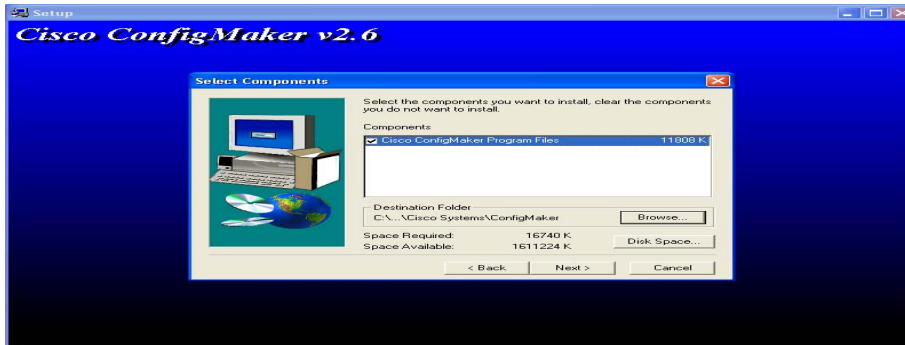 Setup
Cisco ConfigMaker v2.6
Select Components
Select the components you want to install, clear the components
you do not want to install.
Components
Cisco ConfigMaker Program Files 11808 K
Destination Folder
C:\...\Cisco Systems\ConfigMaker
Browse...
Space Required: 16740 K
Space Available: 1611224 K
Disk Space...
< Back
Next >
Cancel